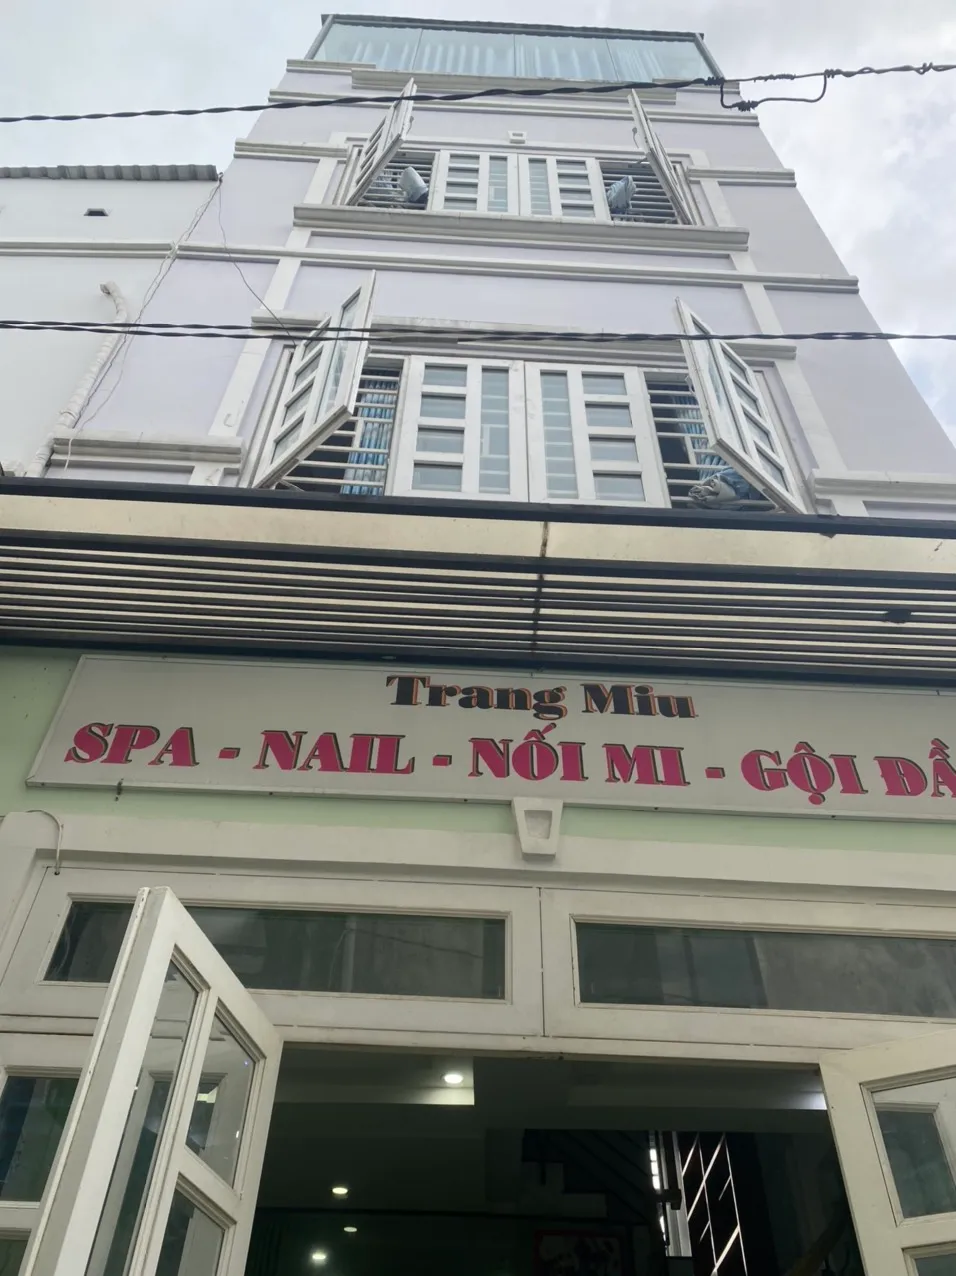 Trang Miu
SPA - NAIL - NỐI MI - GỘI